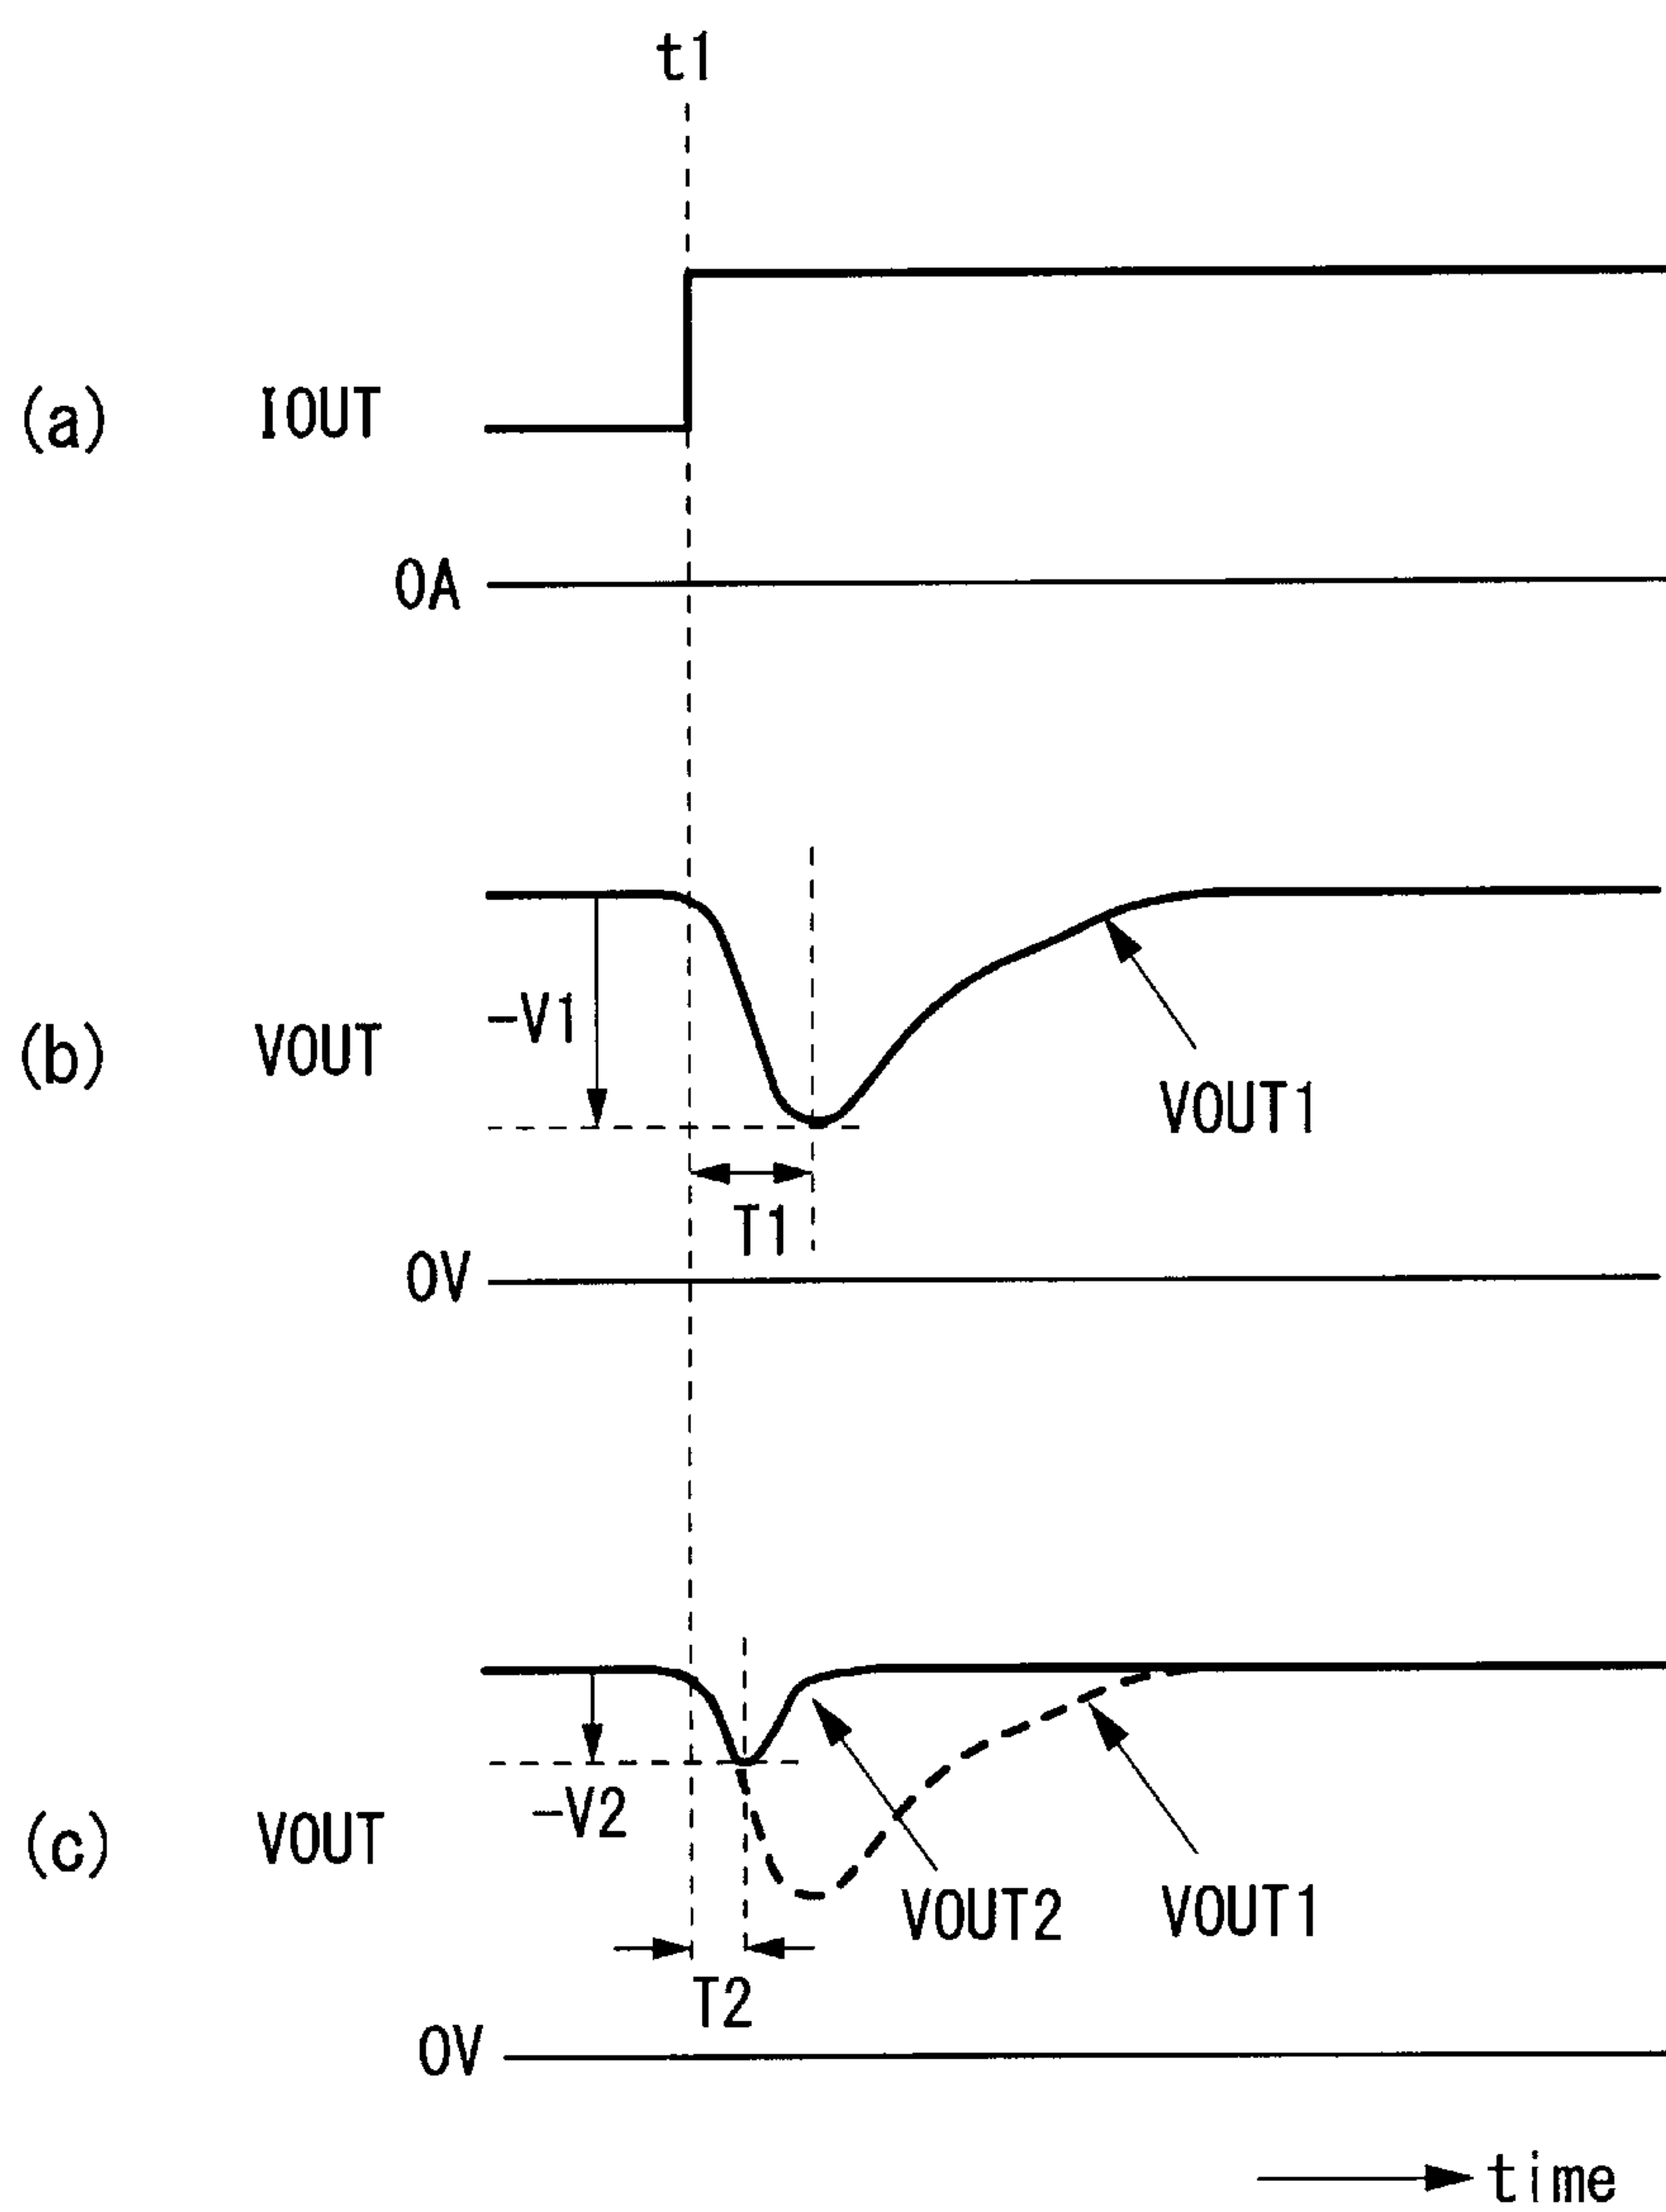 t1
(a) IOUT
0A
-V1
(b) VOUT
VOUT1
T1
0V
-V2
(c) VOUT
VOUT2 VOUT1
T2
0V
time